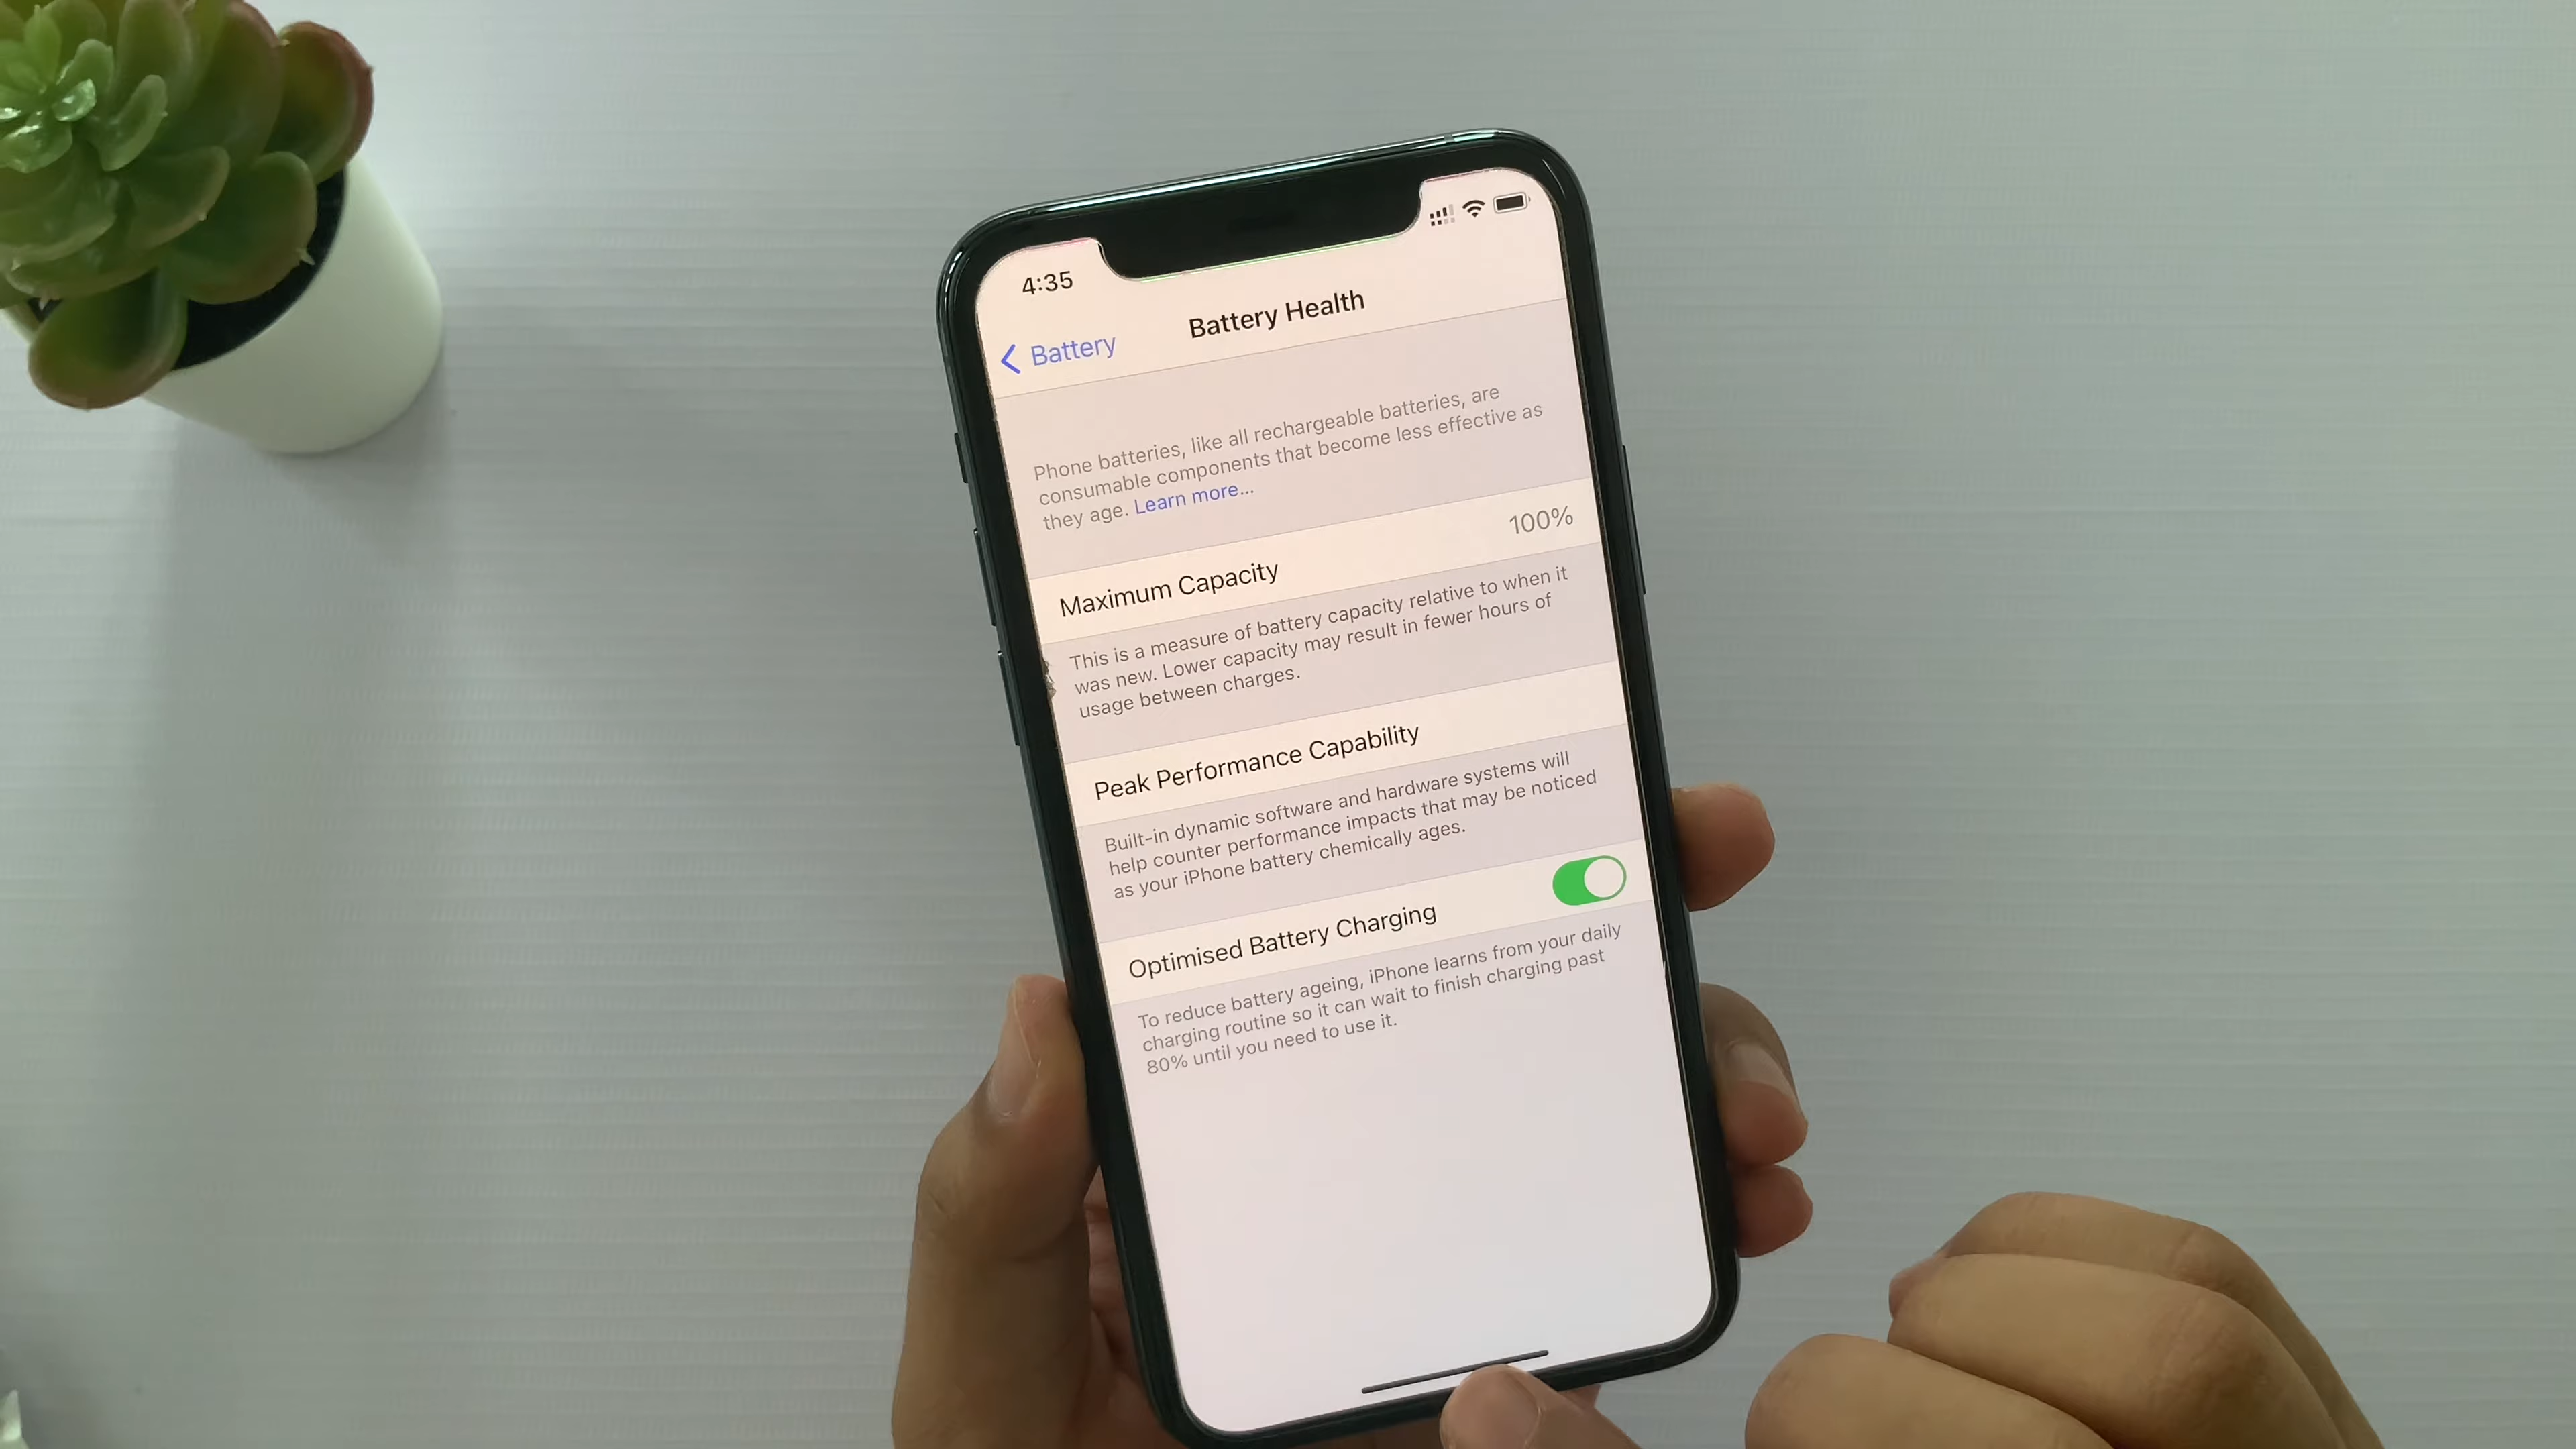 4:35
Battery
Battery Health
Phone batteries, like all rechargeable batteries, are
consumable components that become less effective as
they age. Learn more...
Maximum Capacity
100%
This is a measure of battery capacity relative to when it
was new. Lower capacity may result in fewer hours of
usage between charges.
Peak Performance Capability
Built-in dynamic software and hardware systems will
help counter performance impacts that may be noticed
as your iPhone battery chemically ages.
Optimised Battery Charging
To reduce battery ageing, iPhone learns from your daily
charging routine so it can wait to finish charging past
80% until you need to use it.